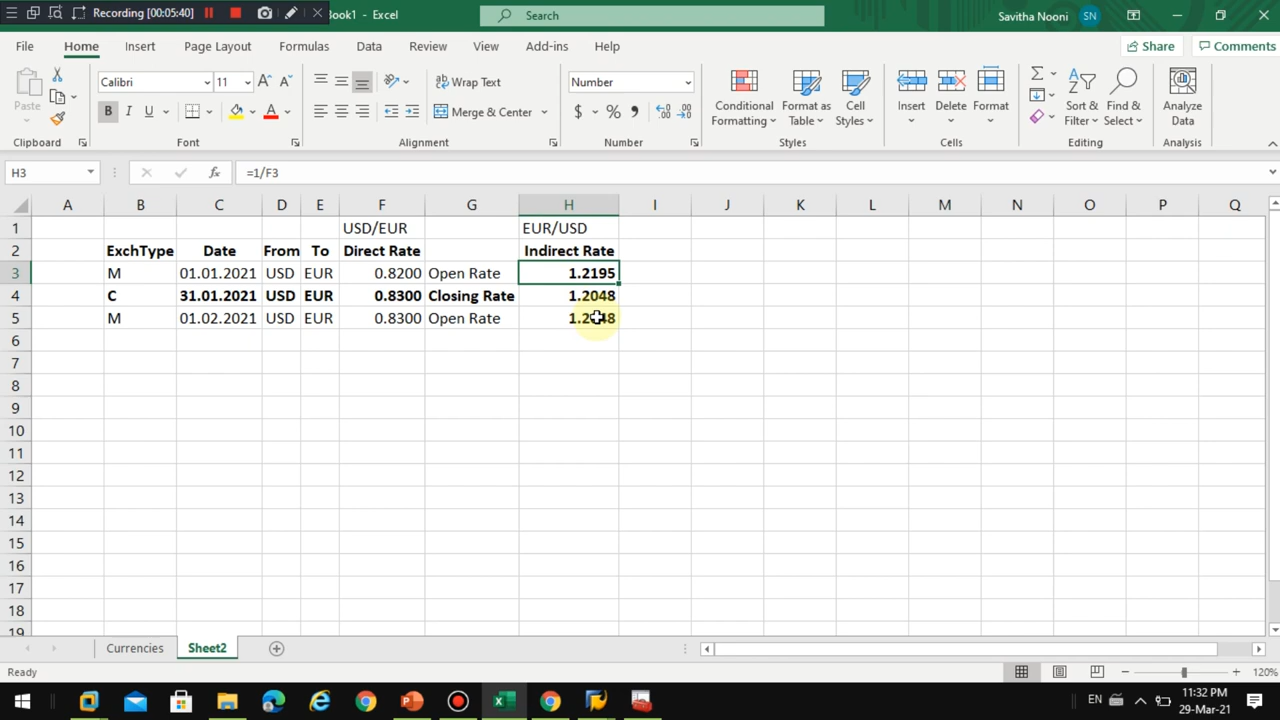 Recording [00:05:40]
Book1 - Excel
Search
Savitha Nooni
SN
File Home Insert Page Layout Formulas Data Review View Add-ins Help
Share
Comments
Paste
Calibri
11
B I U
Wrap Text
Merge & Center
Number
$ % ,
Conditional Formatting
Format as Table
Cell Styles
Insert
Delete
Format
Sort & Filter
Find & Select
Analyze Data
Clipboard
Font
Alignment
Number
Styles
Cells
Editing
Analysis
H3
fx
=1/F3
A B C D E F G H I J K L M N O P Q
1 USD/EUR EUR/USD
2 ExchType Date From To Direct Rate Indirect Rate
3 M 01.01.2021 USD EUR 0.8200 Open Rate 1.2195
4 C 31.01.2021 USD EUR 0.8300 Closing Rate 1.2048
5 M 01.02.2021 USD EUR 0.8300 Open Rate
6
7
8
9
10
11
12
13
14
15
16
17
18
19
Currencies
Sheet2
Ready
120%
EN
11:32 PM
29-Mar-21